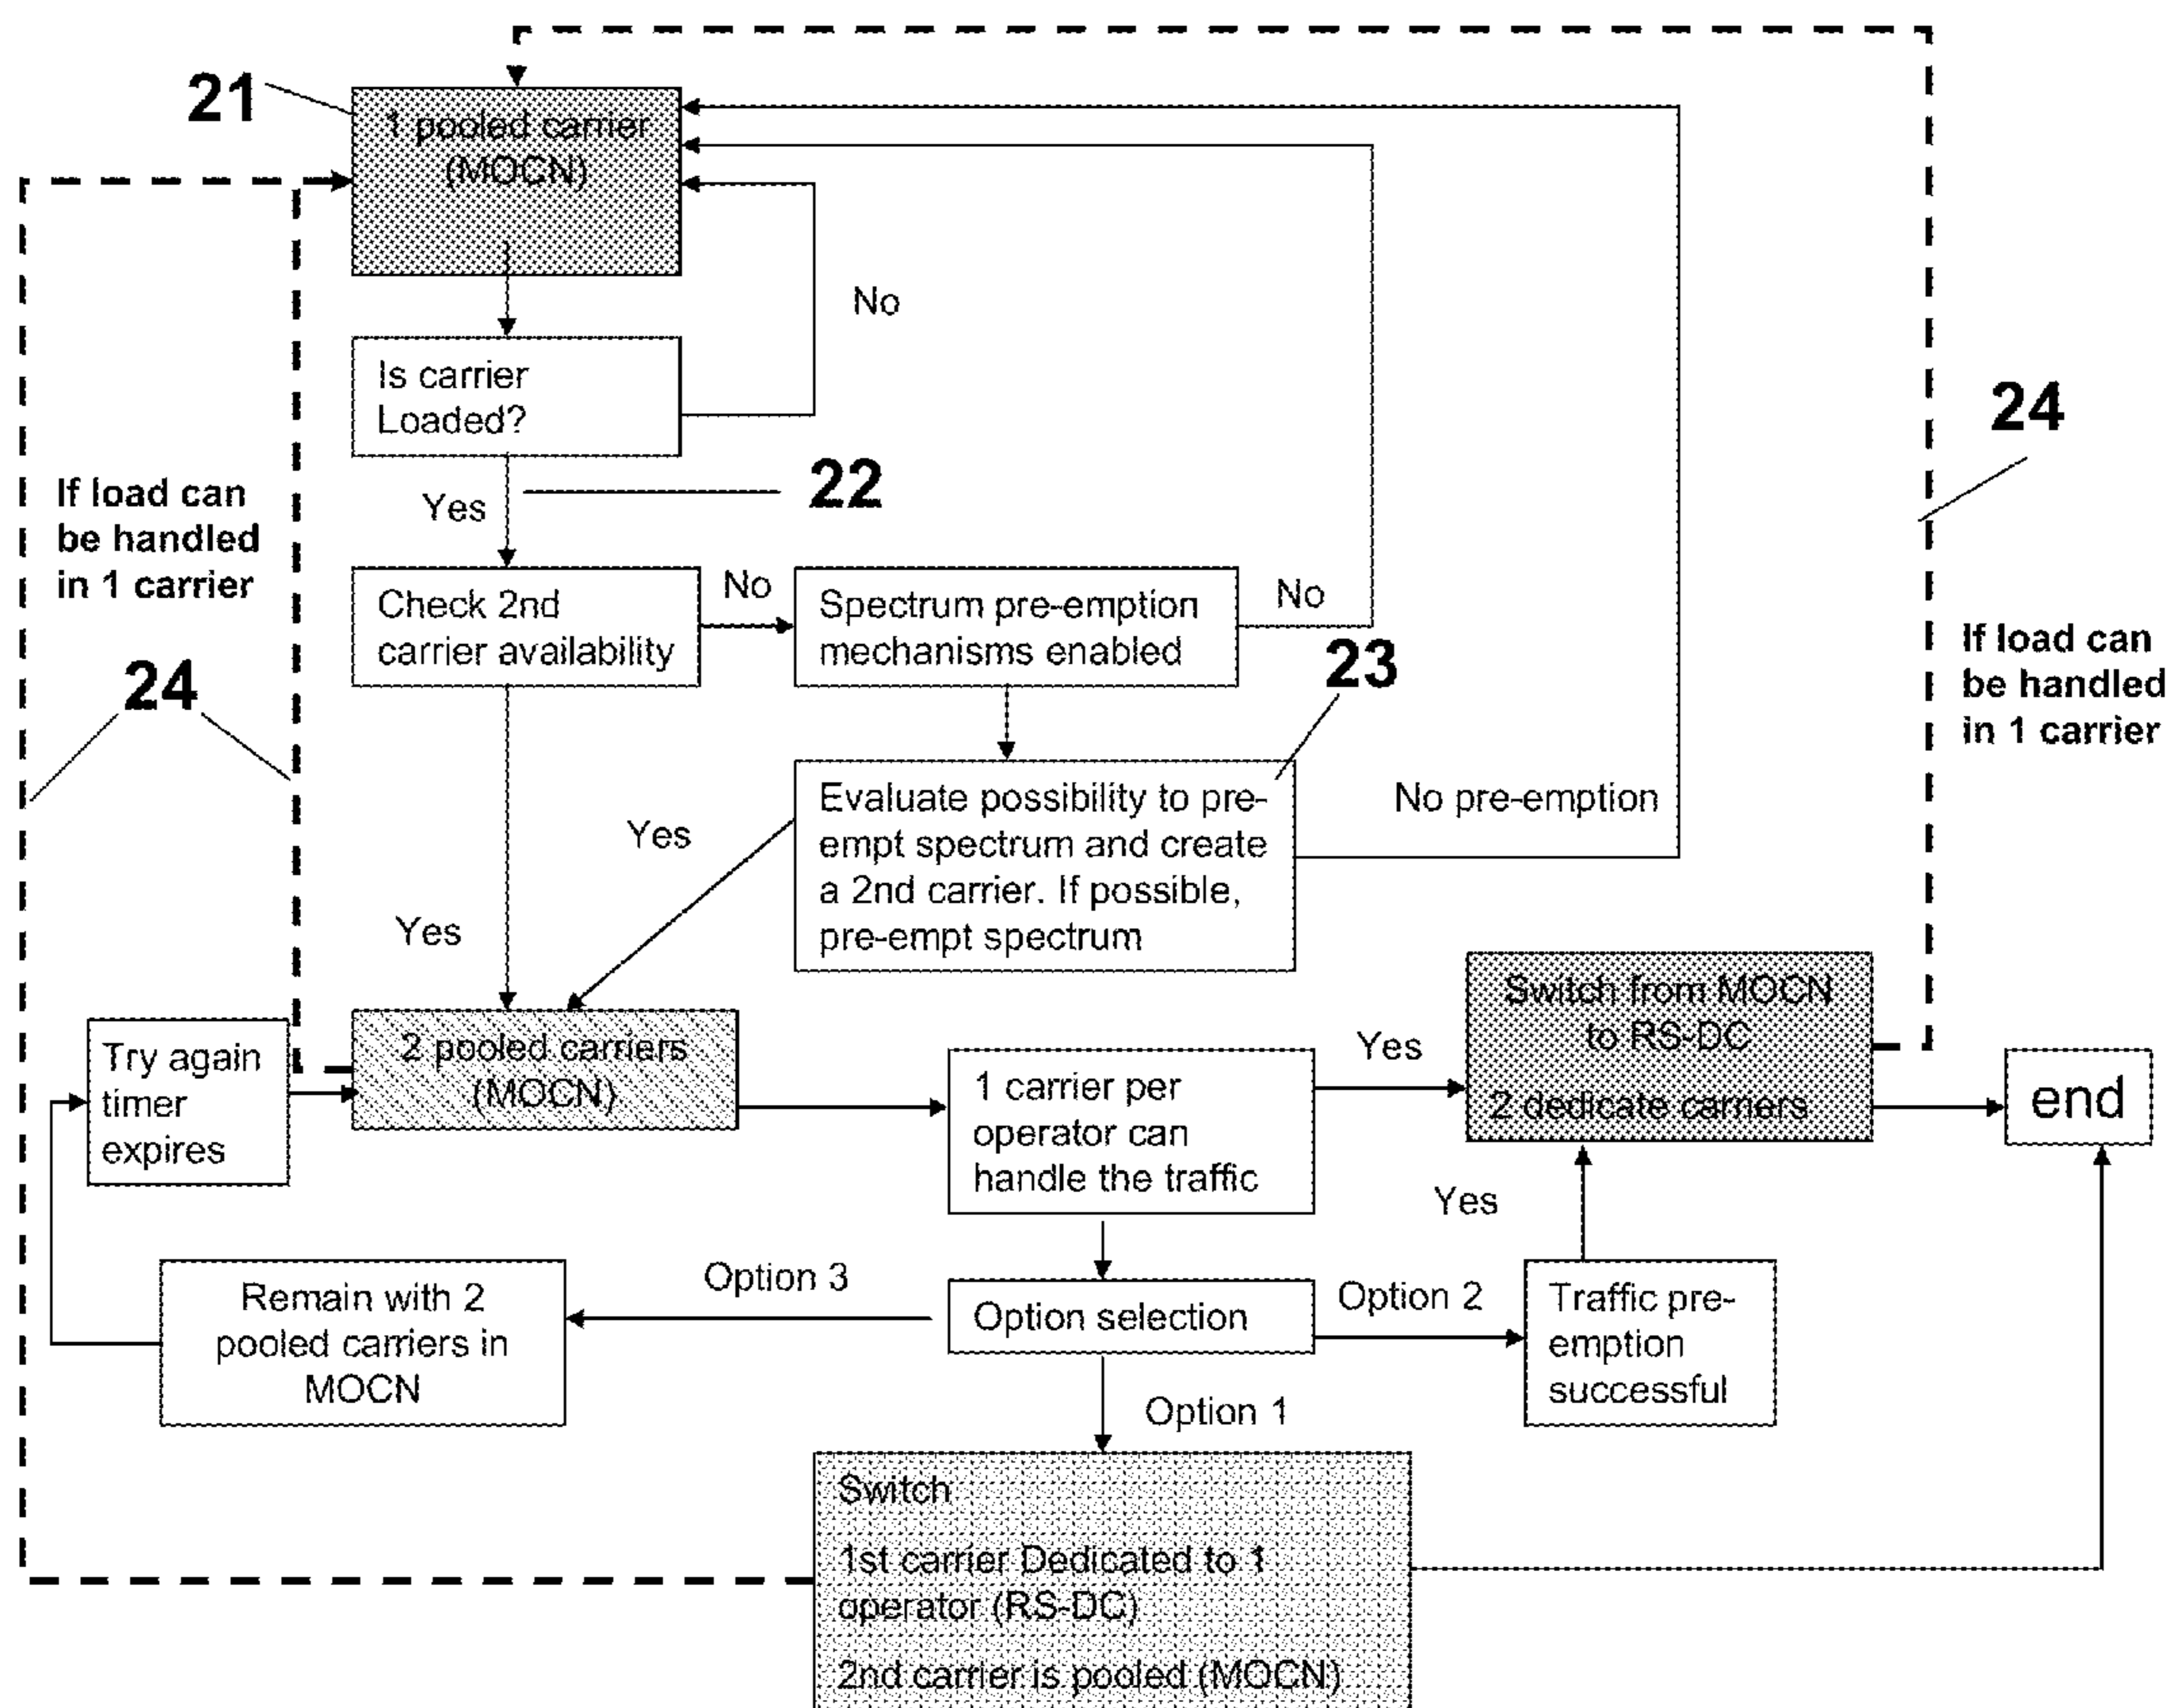 21
1 pooled carrier
(MOCN)
No
Is carrier
Loaded?
24
If load can
be handled
in 1 carrier
22
Yes
Check 2nd
carrier availability
No
Spectrum pre-emption
mechanisms enabled
No
23
24
If load can
be handled
in 1 carrier
Evaluate possibility to pre-
empt spectrum and create
a 2nd carrier. If possible,
pre-empt spectrum
No pre-emption
Yes
Yes
Try again
timer
expires
2 pooled carriers
(MOCN)
1 carrier per
operator can
handle the traffic
Yes
Switch from MOCN
to RS-DC
2 dedicate carriers
end
Yes
Remain with 2
pooled carriers in
MOCN
Option 3
Option selection
Option 2
Traffic pre-
emption
successful
Option 1
Switch
1st carrier Dedicated to 1
operator (RS-DC)
2nd carrier is pooled (MOCN)